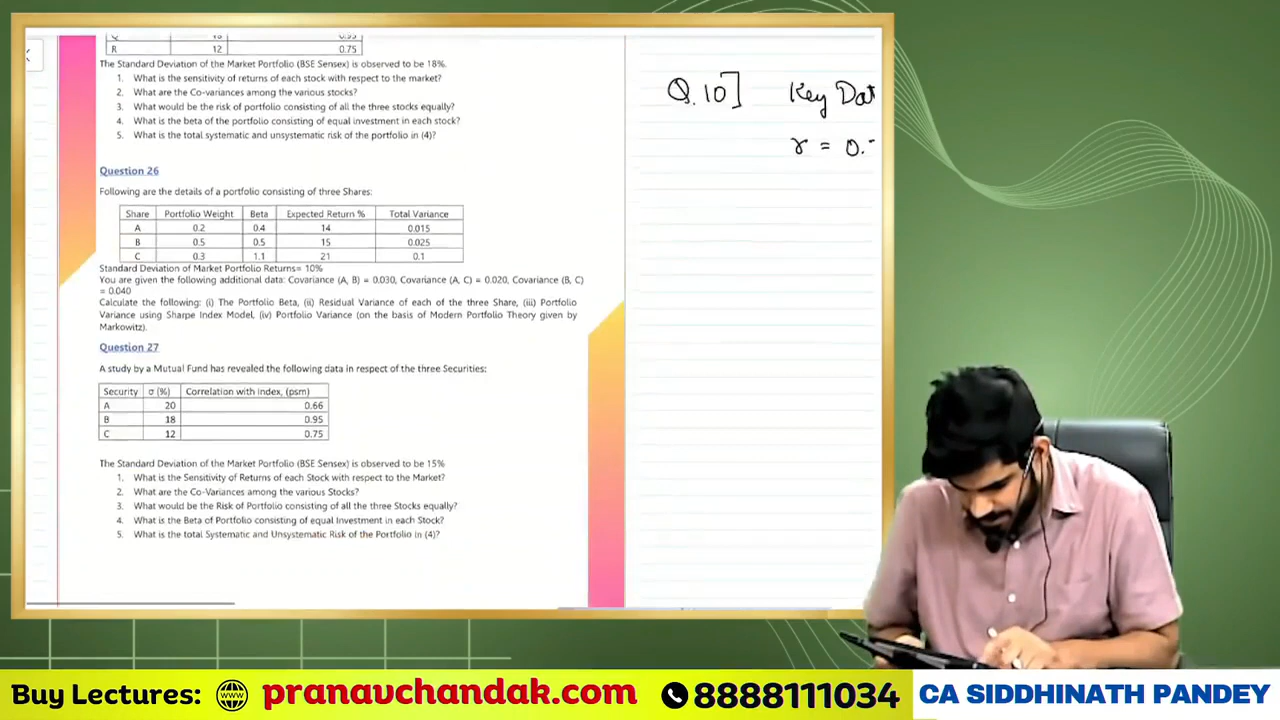 R 12 0.75
The Standard Deviation of the Market Portfolio (BSE Sensex) is observed to be 18%.
1. What is the sensitivity of returns of each stock with respect to the market?
2. What are the Co-variances among the various stocks?
3. What would be the risk of portfolio consisting of all the three stocks equally?
4. What is the beta of the portfolio consisting of equal investment in each stock?
5. What is the total systematic and unsystematic risk of the portfolio in (4)?
Question 26
Following are the details of a portfolio consisting of three Shares:
Share Portfolio Weight Beta Expected Return % Total Variance
A 0.2 0.4 14 0.015
B 0.5 0.5 15 0.025
C 0.3 1.1 21 0.1
Standard Deviation of Market Portfolio Returns= 10%
You are given the following additional data: Covariance (A, B) = 0.030, Covariance (A, C) = 0.020, Covariance (B, C)
= 0.040
Calculate the following: (i) The Portfolio Beta, (ii) Residual Variance of each of the three Share, (iii) Portfolio
Variance using Sharpe Index Model, (iv) Portfolio Variance (on the basis of Modern Portfolio Theory given by
Markowitz).
Question 27
A study by a Mutual Fund has revealed the following data in respect of the three Securities:
Security σ (%) Correlation with Index, (psm)
A 20 0.66
B 18 0.95
C 12 0.75
The Standard Deviation of the Market Portfolio (BSE Sensex) is observed to be 15%
1. What is the Sensitivity of Returns of each Stock with respect to the Market?
2. What are the Co-Variances among the various Stocks?
3. What would be the Risk of Portfolio consisting of all the three Stocks equally?
4. What is the Beta of Portfolio consisting of equal Investment in each Stock?
5. What is the total Systematic and Unsystematic Risk of the Portfolio in (4)?
Q.10] Key Dat
r = 0.
Buy Lectures: pranavchandak.com 8888111034 CA SIDDHINATH PANDEY